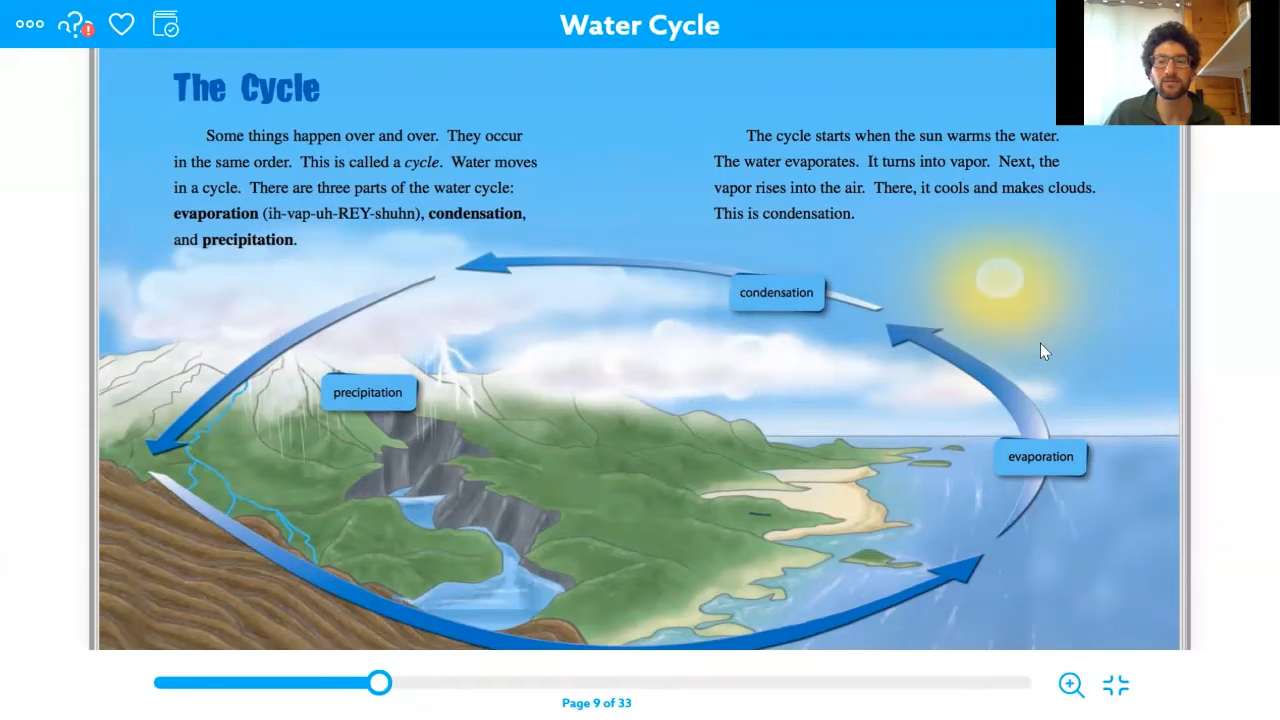 Water Cycle
The Cycle
Some things happen over and over. They occur
in the same order. This is called a cycle. Water moves
in a cycle. There are three parts of the water cycle:
evaporation (ih-vap-uh-REY-shuhn), condensation,
and precipitation.
The cycle starts when the sun warms the water.
The water evaporates. It turns into vapor. Next, the
vapor rises into the air. There, it cools and makes clouds.
This is condensation.
condensation
precipitation
evaporation
Page 9 of 33